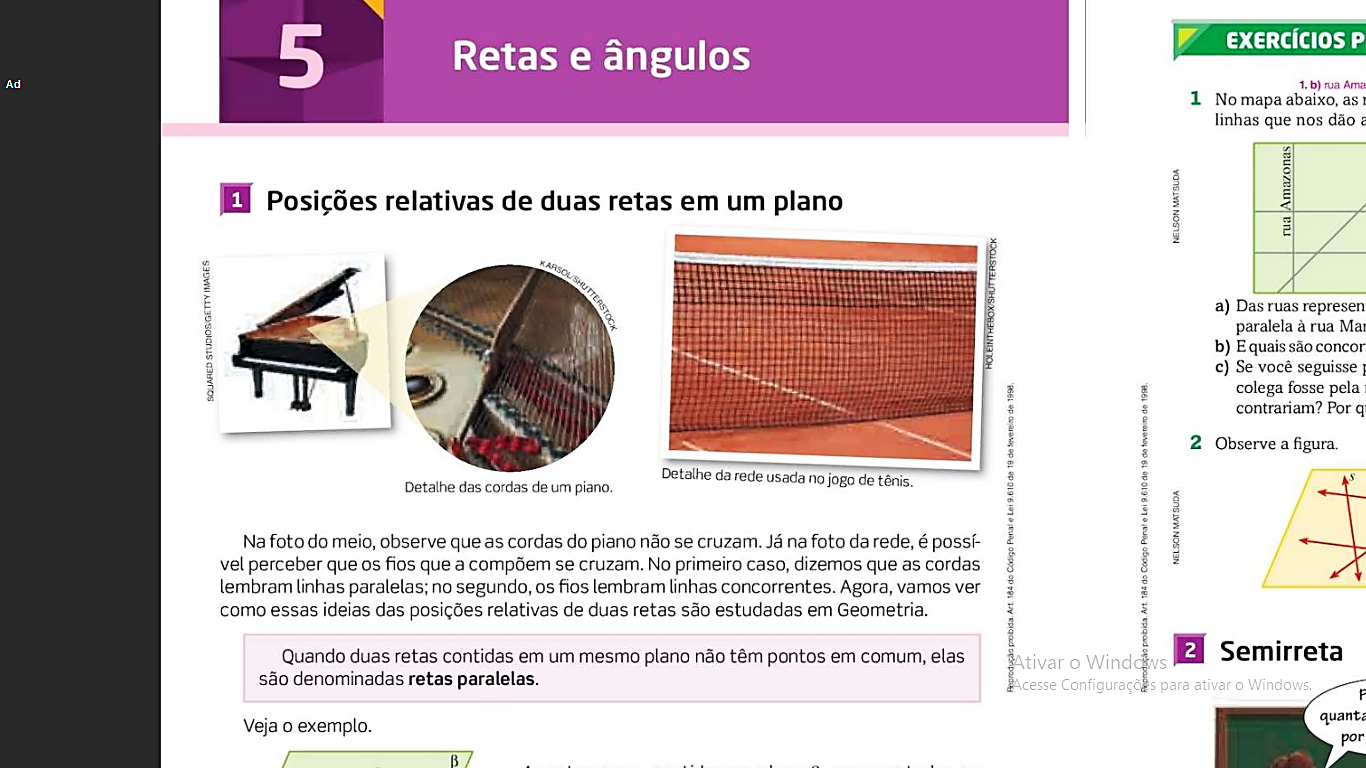 Ad
5
Retas e ângulos
1 Posições relativas de duas retas em um plano
SQUARED STUDIOS/GETTY IMAGES
KARSOL/SHUTTERSTOCK
HOLEINTHEBOX/SHUTTERSTOCK
Detalhe das cordas de um piano.
Detalhe da rede usada no jogo de tênis.
Na foto do meio, observe que as cordas do piano não se cruzam. Já na foto da rede, é possí-
vel perceber que os fios que a compõem se cruzam. No primeiro caso, dizemos que as cordas
lembram linhas paralelas; no segundo, os fios lembram linhas concorrentes. Agora, vamos ver
como essas ideias das posições relativas de duas retas são estudadas em Geometria.
Quando duas retas contidas em um mesmo plano não têm pontos em comum, elas
são denominadas retas paralelas.
Veja o exemplo.
β
Reprodução proibida. Art. 184 do Código Penal e Lei 9.610 de 19 de fevereiro de 1998.
Reprodução proibida. Art. 184 do Código Penal e Lei 9.610 de 19 de fevereiro de 1998.
EXERCÍCIOS P
1. b) rua Ama
1 No mapa abaixo, as
linhas que nos dão a
NELSON MATSUDA
rua Amazonas
a) Das ruas represen
paralela à rua Mar
b) E quais são concor
c) Se você seguisse p
colega fosse pela
contrariam? Por q
2 Observe a figura.
NELSON MATSUDA
s
2 Semirreta
P
quanta
por
Ativar o Windows
Acesse Configurações para ativar o Windows.